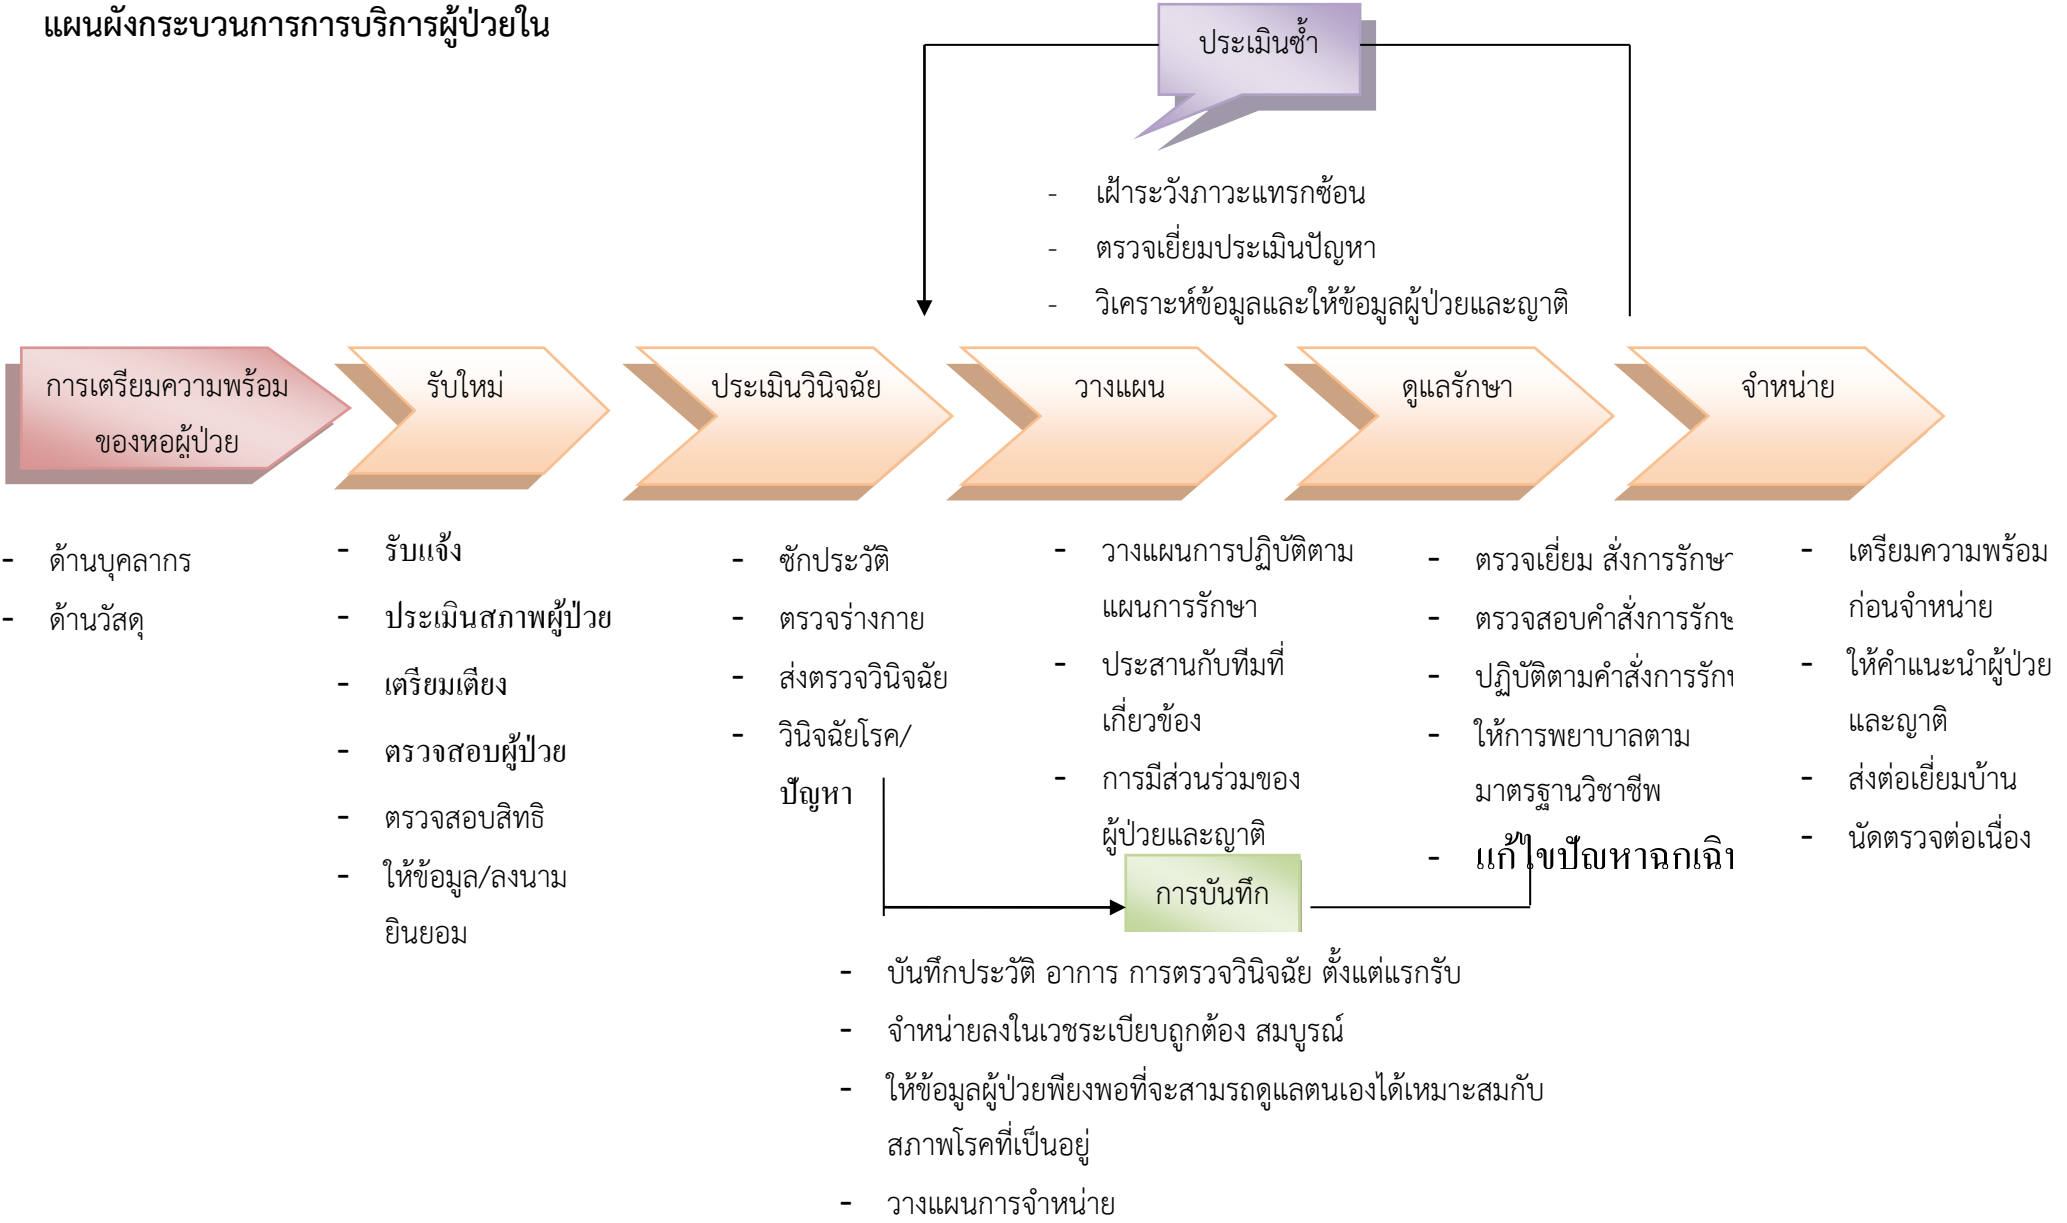 แผนผังกระบวนการการบริการผู้ป่วยใน
ประเมินซ้ำ
- เฝ้าระวังภาวะแทรกซ้อน
- ตรวจเยี่ยมประเมินปัญหา
- วิเคราะห์ข้อมูลและให้ข้อมูลผู้ป่วยและญาติ
การเตรียมความพร้อม
ของหอผู้ป่วย
รับใหม่
ประเมินวินิจฉัย
วางแผน
ดูแลรักษา
จำหน่าย
- ด้านบุคลากร
- ด้านวัสดุ
- รับแจ้ง
- ประเมินสภาพผู้ป่วย
- เตรียมเตียง
- ตรวจสอบผู้ป่วย
- ตรวจสอบสิทธิ
- ให้ข้อมูล/ลงนาม
ยินยอม
- ซักประวัติ
- ตรวจร่างกาย
- ส่งตรวจวินิจฉัย
- วินิจฉัยโรค/
ปัญหา
- วางแผนการปฏิบัติตาม
แผนการรักษา
- ประสานกับทีมที่
เกี่ยวข้อง
- การมีส่วนร่วมของ
ผู้ป่วยและญาติ
- ตรวจเยี่ยม สั่งการรักษา
- ตรวจสอบคำสั่งการรักษ
- ปฏิบัติตามคำสั่งการรัก
- ให้การพยาบาลตาม
มาตรฐานวิชาชีพ
- แก้ไขปัญหาฉุกเฉิ
- เตรียมความพร้อม
ก่อนจำหน่าย
- ให้คำแนะนำผู้ป่วย
และญาติ
- ส่งต่อเยี่ยมบ้าน
- นัดตรวจต่อเนื่อง
การบันทึก
- บันทึกประวัติ อาการ การตรวจวินิจฉัย ตั้งแต่แรกรับ
- จำหน่ายลงในเวชระเบียบถูกต้อง สมบูรณ์
- ให้ข้อมูลผู้ป่วยพียงพอที่จะสามรถดูแลตนเองได้เหมาะสมกับ
สภาพโรคที่เป็นอยู่
- วางแผนการจำหน่าย